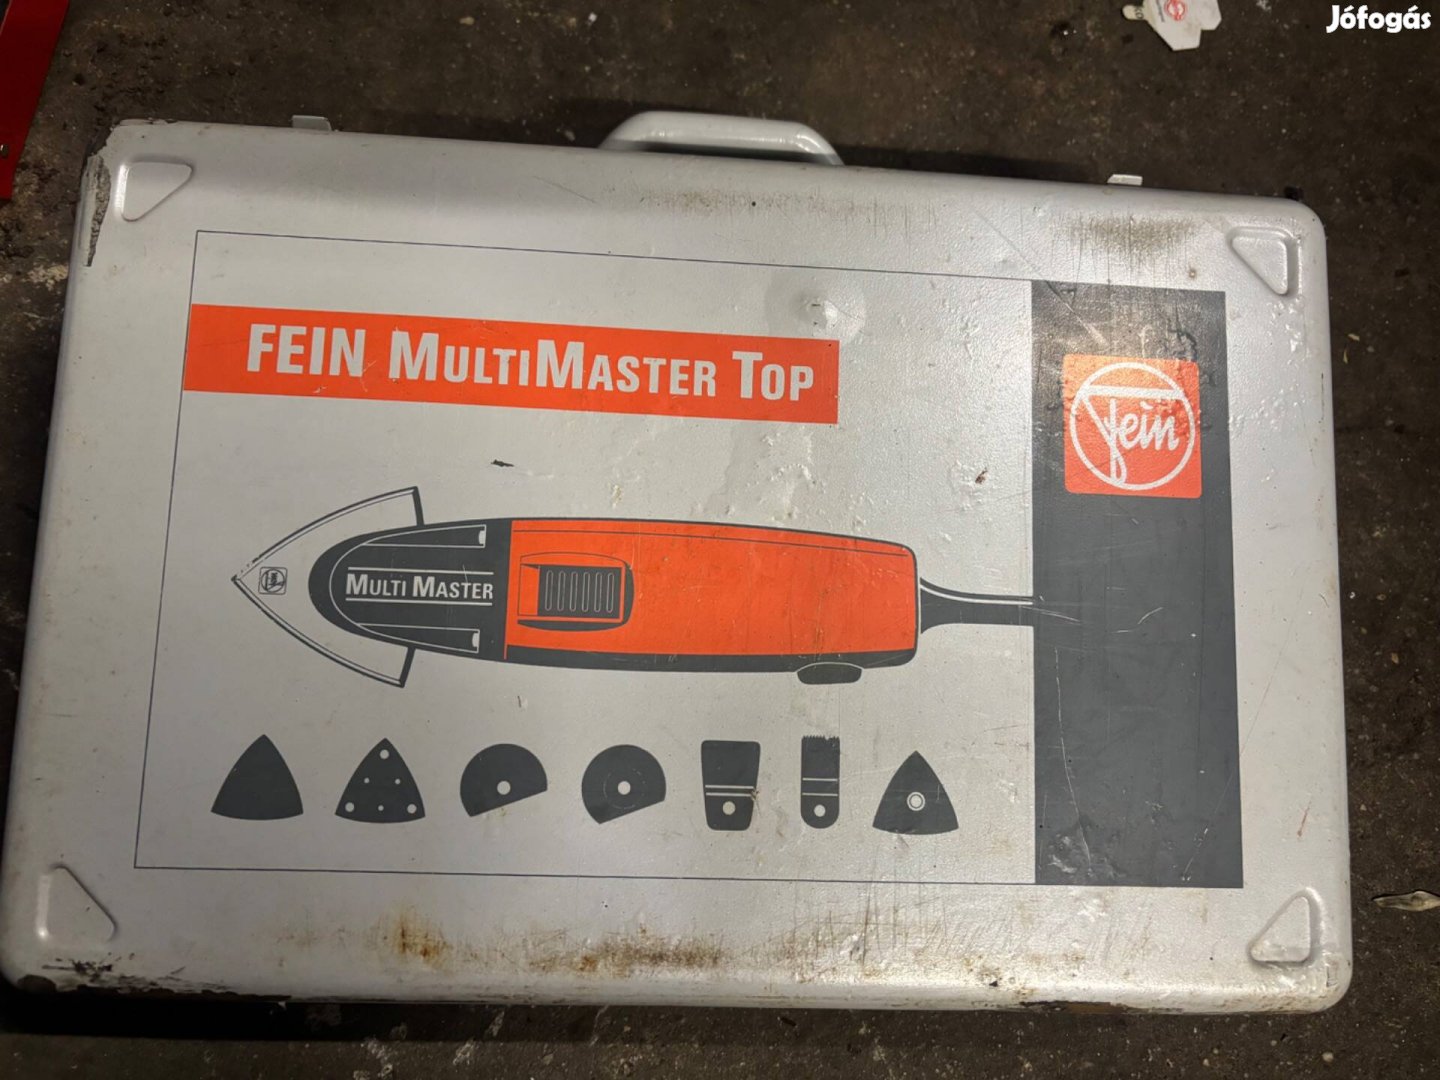 Jófogás
FEIN MULTIMASTER TOP
Fein
MULTI MASTER